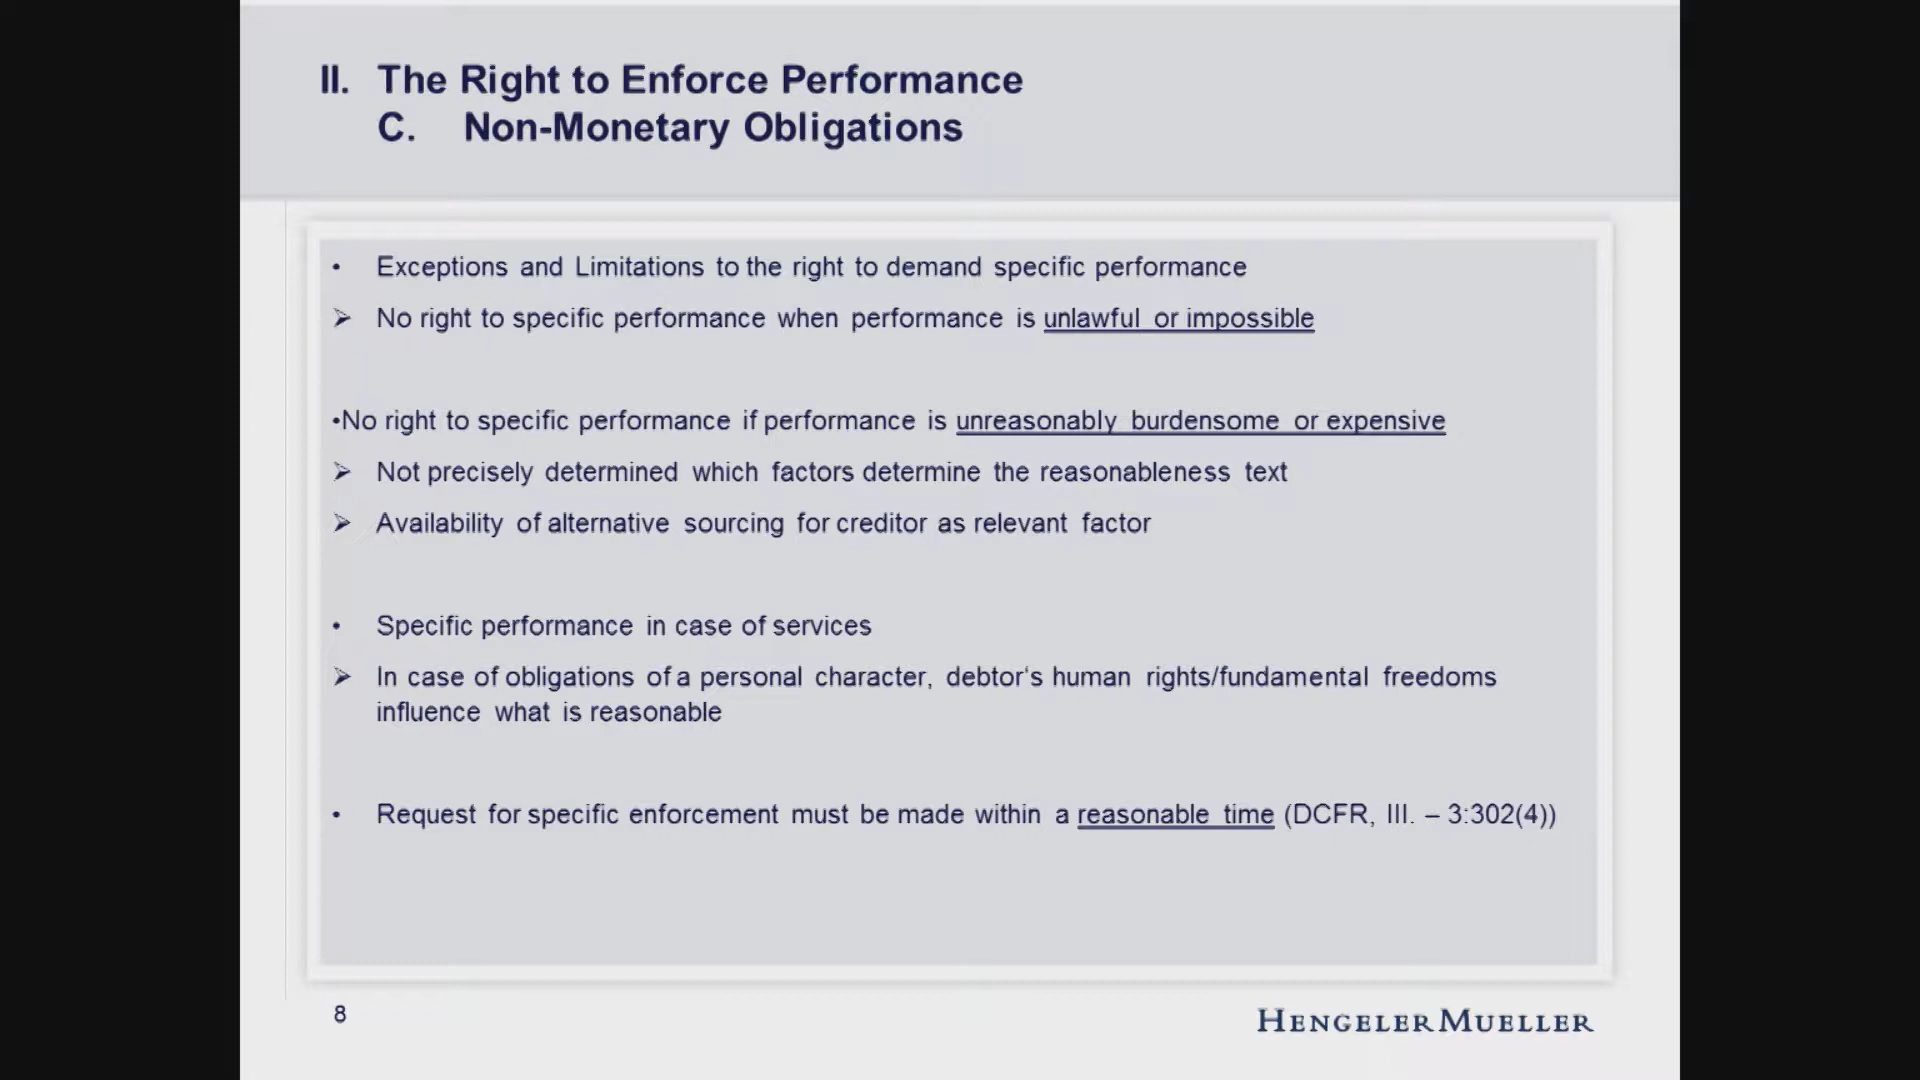 II. The Right to Enforce Performance
C. Non-Monetary Obligations
• Exceptions and Limitations to the right to demand specific performance
➢ No right to specific performance when performance is unlawful or impossible
•No right to specific performance if performance is unreasonably burdensome or expensive
➢ Not precisely determined which factors determine the reasonableness text
➢ Availability of alternative sourcing for creditor as relevant factor
• Specific performance in case of services
➢ In case of obligations of a personal character, debtor‘s human rights/fundamental freedoms
influence what is reasonable
• Request for specific enforcement must be made within a reasonable time (DCFR, III. – 3:302(4))
8
HENGELER MUELLER